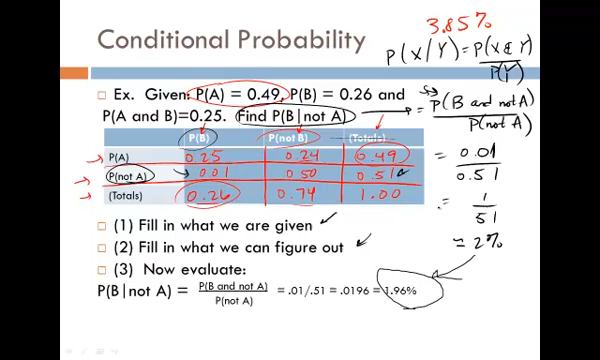 3.85%
Conditional Probability
P(X/Y) = P(X & Y)
P(Y)
Ex. Given: P(A) = 0.49, P(B) = 0.26 and
P(A and B)=0.25. Find P(B|not A)
= P(B and not A)
P(not A)
P(B) P(not B) (Totals)
P(A) 0.25 0.24 0.49
P(not A) 0.01 0.50 0.51
(Totals) 0.26 0.74 1.00
= 0.01
0.51
= 1
51
≈ 2%
(1) Fill in what we are given
(2) Fill in what we can figure out
(3) Now evaluate:
P(B|not A) = P(B and not A) = .01/.51 = .0196 = 1.96%
P(not A)